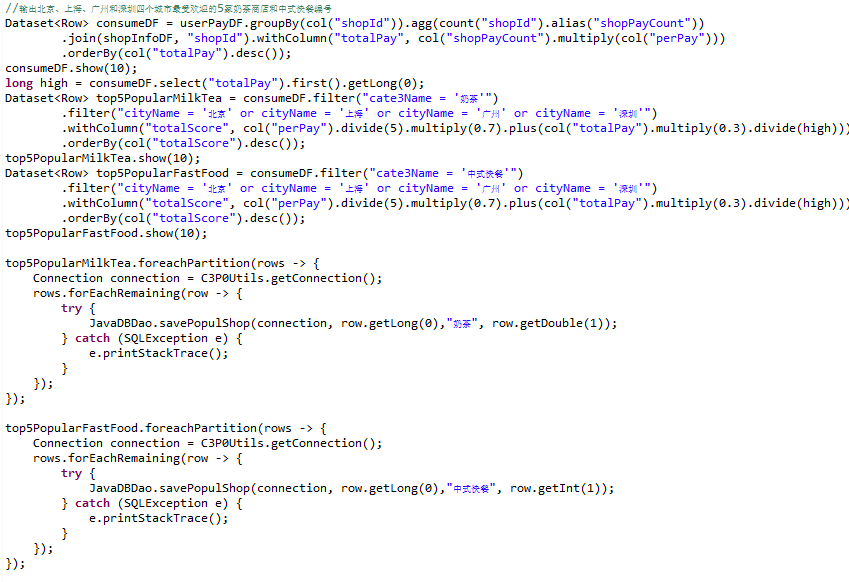 //输出北京、上海、广州和深圳四个城市最受欢迎的5家奶茶商店和中式快餐编号
Dataset<Row> consumeDF = userPayDF.groupBy(col("shopId")).agg(count("shopId").alias("shopPayCount"))
.join(shopInfoDF, "shopId").withColumn("totalPay", col("shopPayCount").multiply(col("perPay")))
.orderBy(col("totalPay").desc());
consumeDF.show(10);
long high = consumeDF.select("totalPay").first().getLong(0);
Dataset<Row> top5PopularMilkTea = consumeDF.filter("cate3Name = '奶茶'")
.filter("cityName = '北京' or cityName = '上海' or cityName = '广州' or cityName = '深圳'")
.withColumn("totalScore", col("perPay").divide(5).multiply(0.7).plus(col("totalPay").multiply(0.3).divide(high)))
.orderBy(col("totalScore").desc());
top5PopularMilkTea.show(10);
Dataset<Row> top5PopularFastFood = consumeDF.filter("cate3Name = '中式快餐'")
.filter("cityName = '北京' or cityName = '上海' or cityName = '广州' or cityName = '深圳'")
.withColumn("totalScore", col("perPay").divide(5).multiply(0.7).plus(col("totalPay").multiply(0.3).divide(high)))
.orderBy(col("totalScore").desc());
top5PopularFastFood.show(10);
top5PopularMilkTea.foreachPartition(rows -> {
Connection connection = C3P0Utils.getConnection();
rows.forEachRemaining(row -> {
try {
JavaDBDao.savePopulShop(connection, row.getLong(0),"奶茶", row.getDouble(1));
} catch (SQLException e) {
e.printStackTrace();
}
});
});
top5PopularFastFood.foreachPartition(rows -> {
Connection connection = C3P0Utils.getConnection();
rows.forEachRemaining(row -> {
try {
JavaDBDao.savePopulShop(connection, row.getLong(0),"中式快餐", row.getInt(1));
} catch (SQLException e) {
e.printStackTrace();
}
});
});